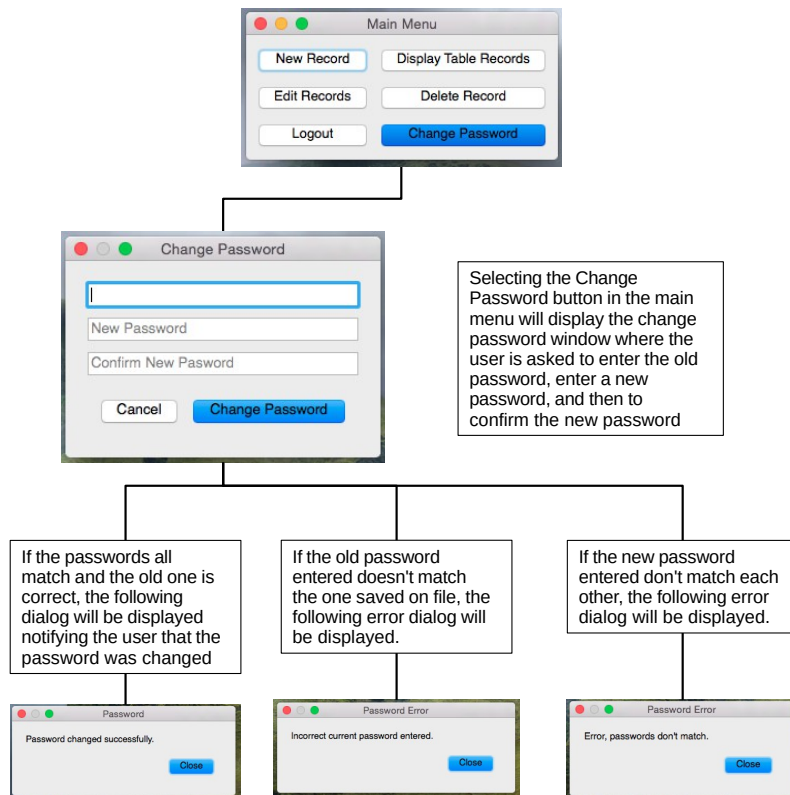 Main Menu
New Record
Display Table Records
Edit Records
Delete Record
Logout
Change Password
Change Password
New Password
Confirm New Pasword
Cancel
Change Password
Selecting the Change
Password button in the main
menu will display the change
password window where the
user is asked to enter the old
password, enter a new
password, and then to
confirm the new password
If the passwords all
match and the old one is
correct, the following
dialog will be displayed
notifying the user that the
password was changed
If the old password
entered doesn't match
the one saved on file, the
following error dialog will
be displayed.
If the new password
entered don't match each
other, the following error
dialog will be displayed.
Password
Password changed successfully.
Close
Password Error
Incorrect current password entered.
Close
Password Error
Error, passwords don't match.
Close